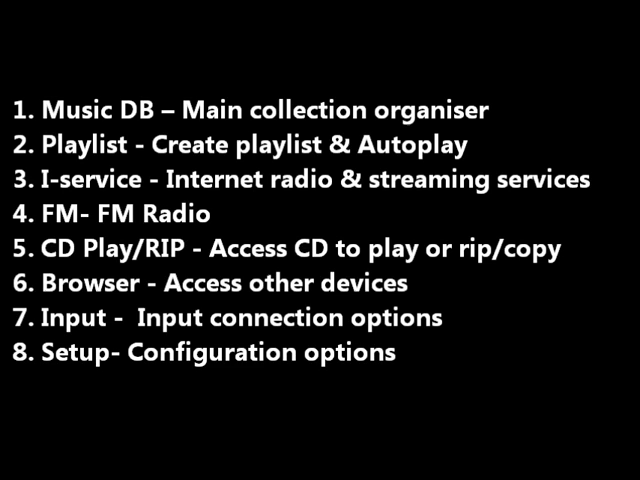 1. Music DB – Main collection organiser
2. Playlist - Create playlist & Autoplay
3. I-service - Internet radio & streaming services
4. FM- FM Radio
5. CD Play/RIP - Access CD to play or rip/copy
6. Browser - Access other devices
7. Input -  Input connection options
8. Setup- Configuration options